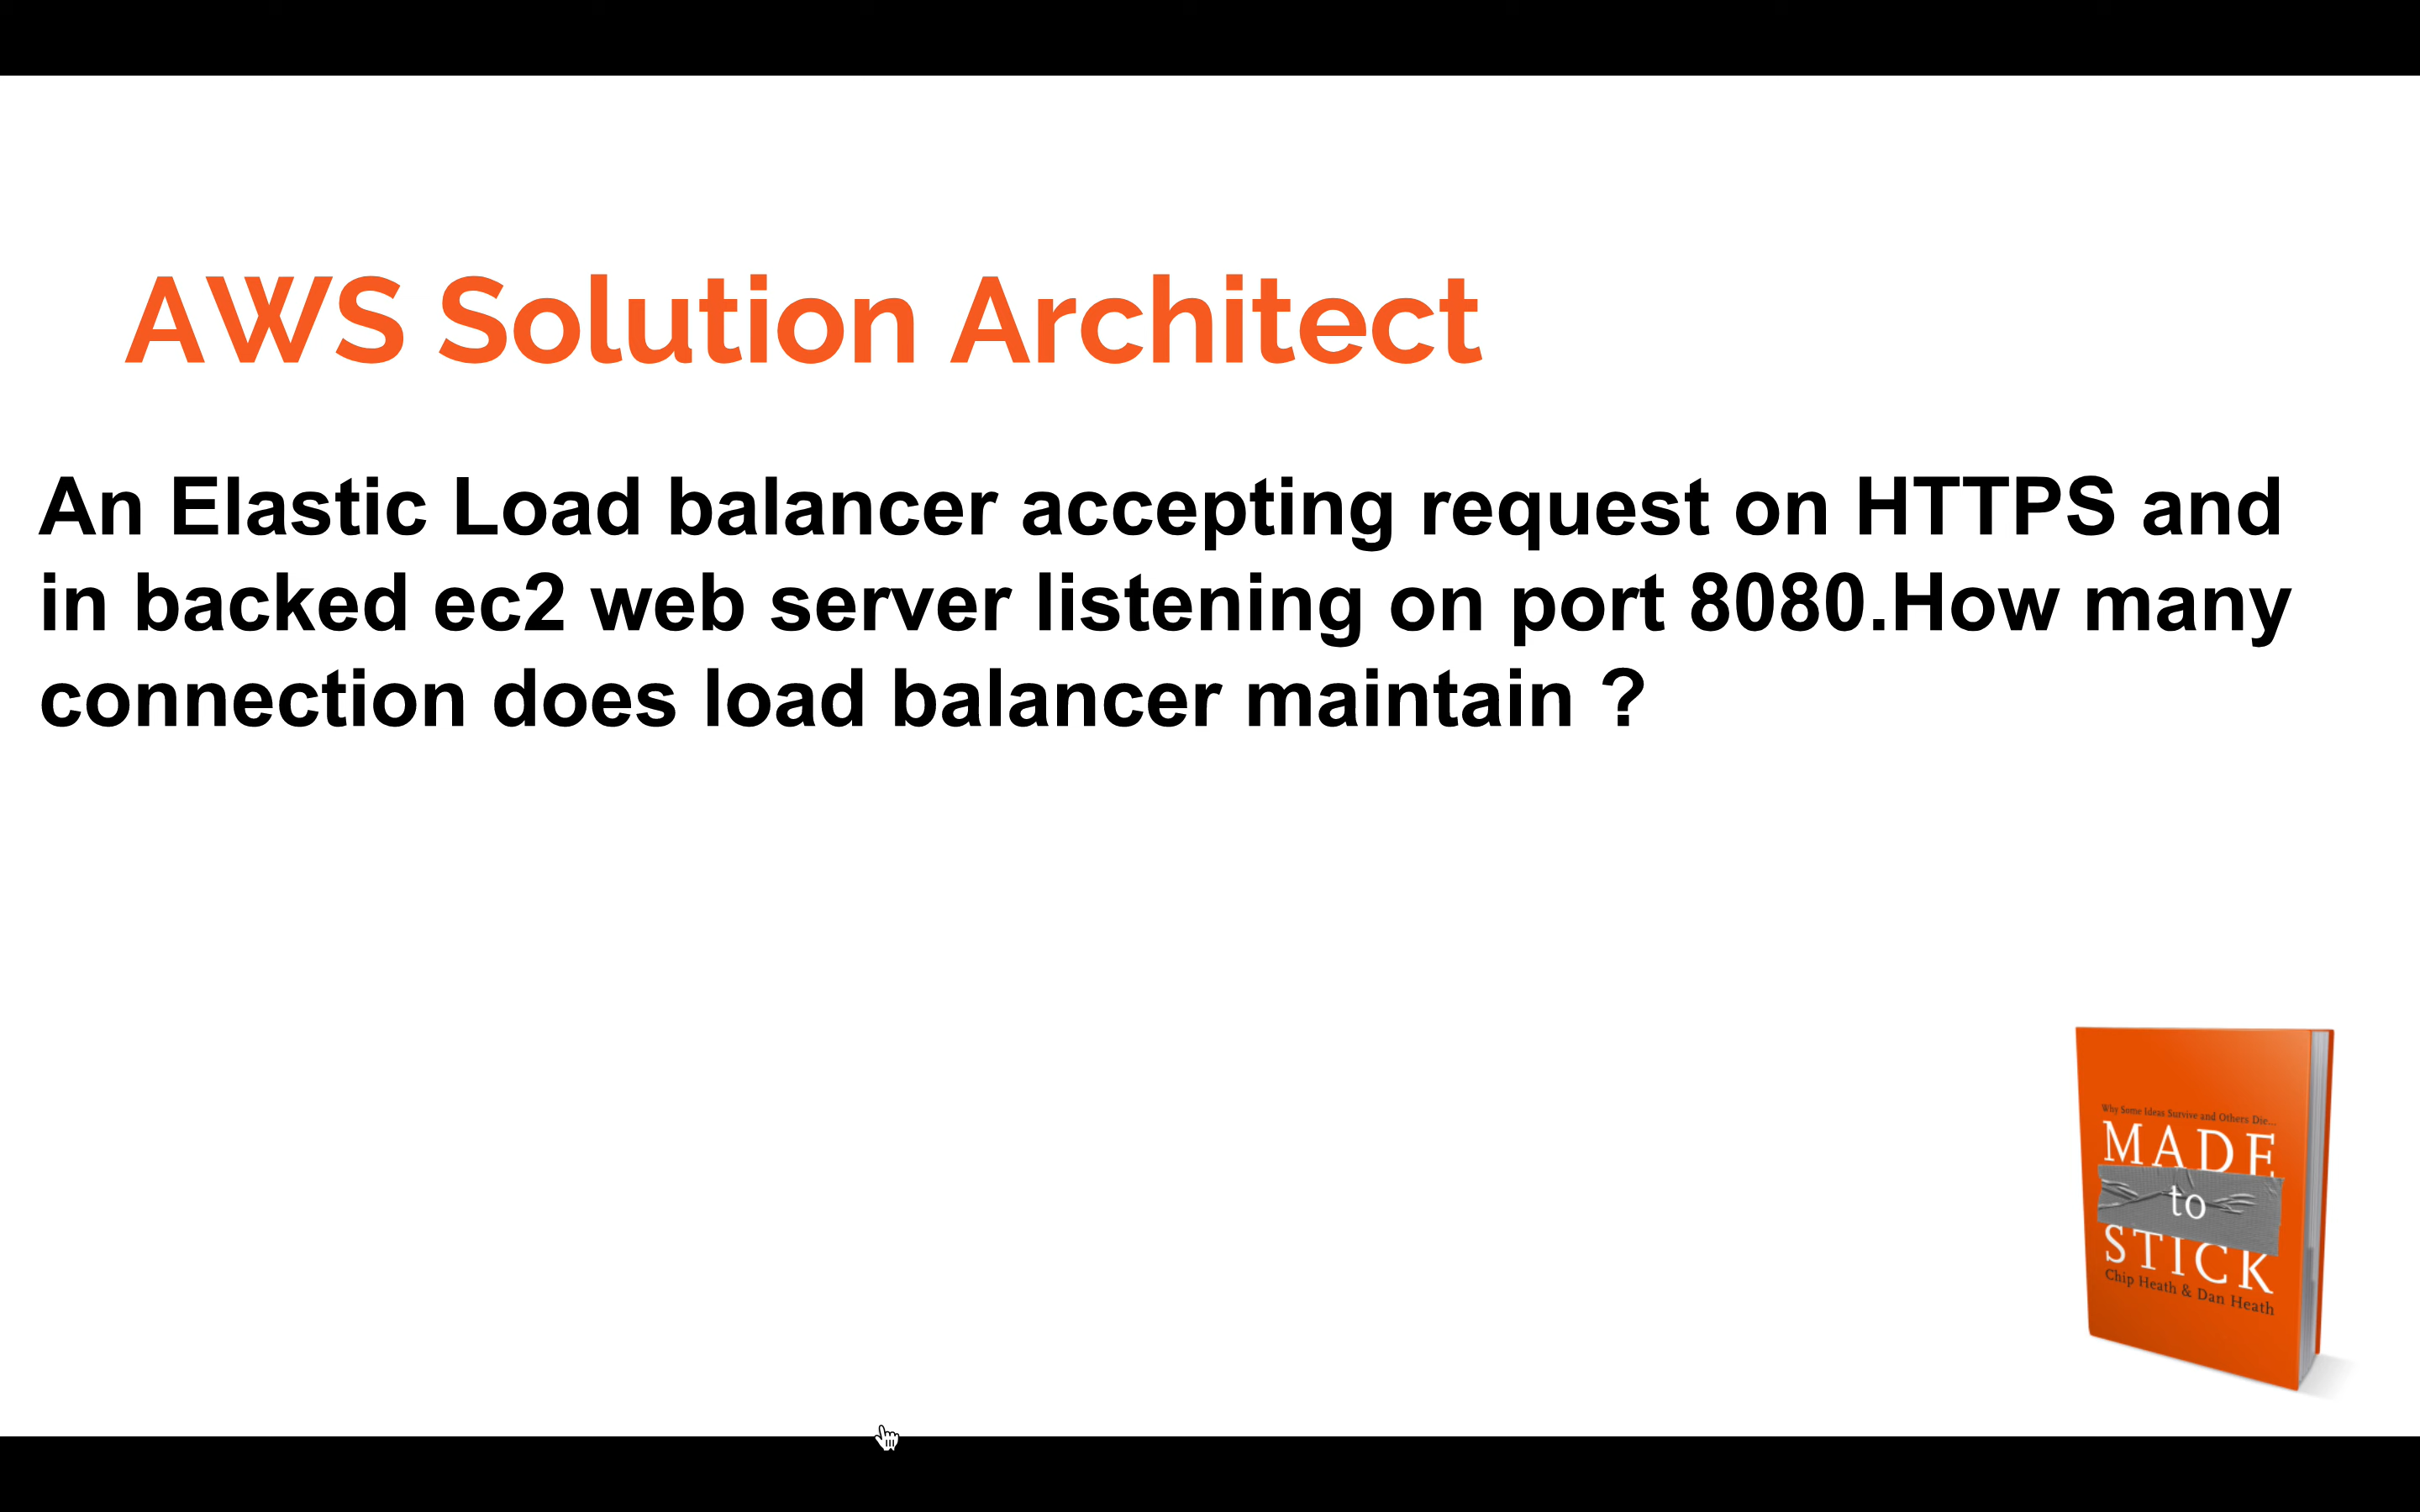 AWS Solution Architect
An Elastic Load balancer accepting request on HTTPS and
in backed ec2 web server listening on port 8080.How many
connection does load balancer maintain ?
Why Some Ideas Survive and Others Die...
MADE
to
STICK
Chip Heath & Dan Heath